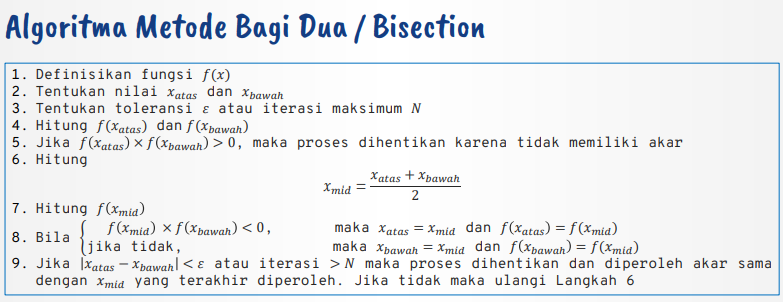 Algoritma Metode Bagi Dua / Bisection
1. Definisikan fungsi f(x)
2. Tentukan nilai x_atas dan x_bawah
3. Tentukan toleransi ε atau iterasi maksimum N
4. Hitung f(x_atas) dan f(x_bawah)
5. Jika f(x_atas) × f(x_bawah) > 0, maka proses dihentikan karena tidak memiliki akar
6. Hitung
x_mid = (x_atas + x_bawah) / 2
7. Hitung f(x_mid)
8. Bila { f(x_mid) × f(x_bawah) < 0, maka x_atas = x_mid dan f(x_atas) = f(x_mid)
jika tidak, maka x_bawah = x_mid dan f(x_bawah) = f(x_mid)
9. Jika |x_atas − x_bawah| < ε atau iterasi > N maka proses dihentikan dan diperoleh akar sama
dengan x_mid yang terakhir diperoleh. Jika tidak maka ulangi Langkah 6